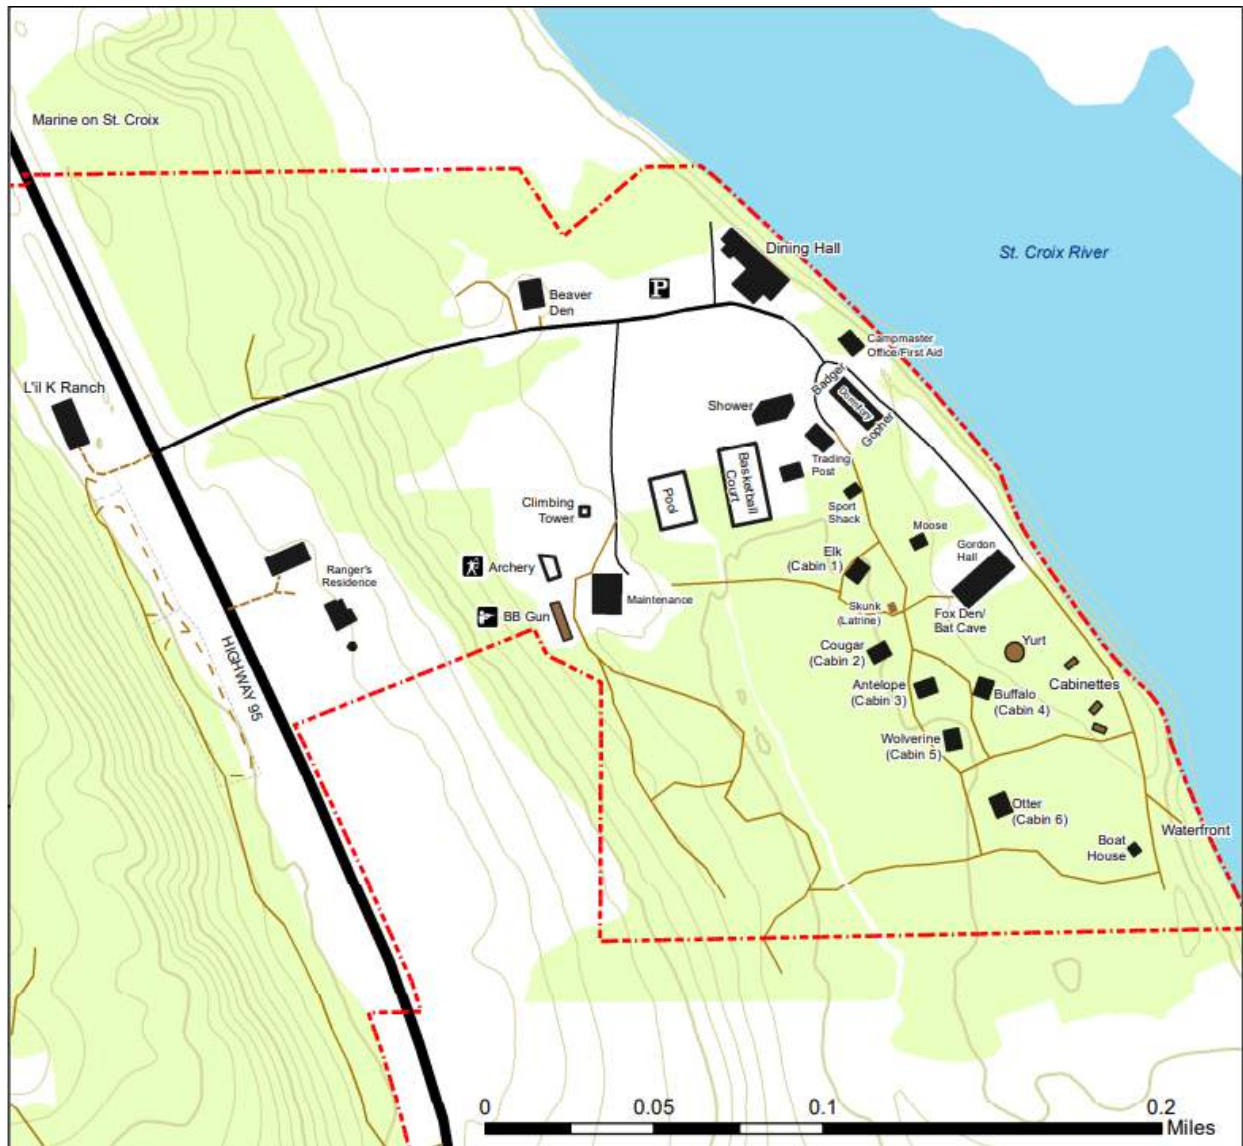 Marine on St. Croix
Dining Hall
St. Croix River
P
Beaver
Den
Campmaster
Office/First Aid
L'il K Ranch
Badger
Dormitory
Gopher
Shower
Trading
Post
Basketball
Court
Pool
Climbing
Tower
Sport
Shack
Moose
Gordon
Hall
Elk
(Cabin 1)
Archery
Ranger's
Residence
Maintenance
BB Gun
Skunk
(Latrine)
Fox Den/
Bat Cave
Cougar
(Cabin 2)
Yurt
HIGHWAY 95
Antelope
(Cabin 3)
Buffalo
(Cabin 4)
Cabinettes
Wolverine
(Cabin 5)
Otter
(Cabin 6)
Waterfront
Boat
House
0 0.05 0.1 0.2
Miles